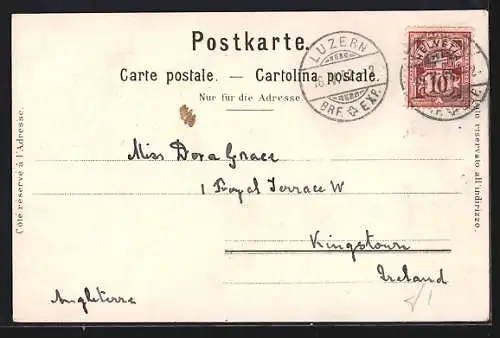 Postkarte.
Carte postale. — Cartolina postale.
Nur für die Adresse.
LUZERN
BRF. EXP.
HELVETIA
10
Côté réservé à l'Adresse.
Lato riservato all'indirizzo.
Miss Dora Grace
1 Royal Terrace W
Kingstown
Ireland
Angleterre